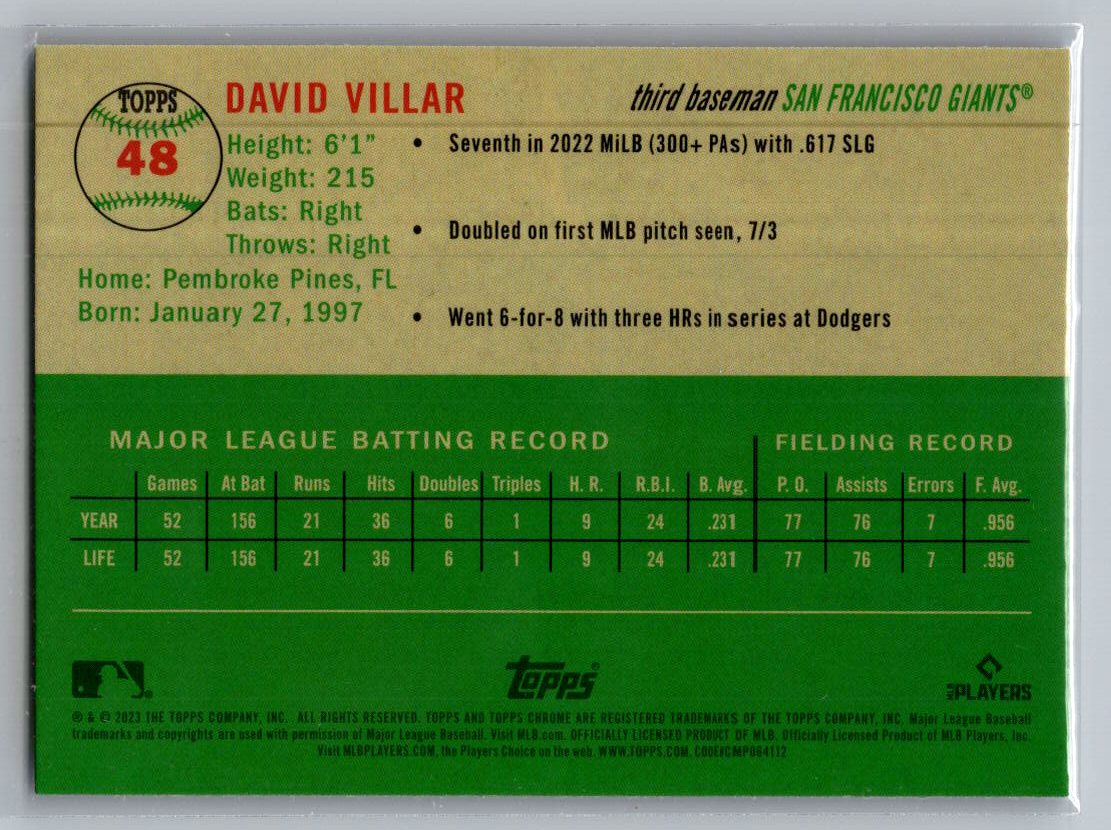 TOPPS
48
DAVID VILLAR
third baseman SAN FRANCISCO GIANTS®
Height: 6'1"
Weight: 215
Bats: Right
Throws: Right
Home: Pembroke Pines, FL
Born: January 27, 1997
• Seventh in 2022 MiLB (300+ PAs) with .617 SLG
• Doubled on first MLB pitch seen, 7/3
• Went 6-for-8 with three HRs in series at Dodgers
MAJOR LEAGUE BATTING RECORD FIELDING RECORD
Games At Bat Runs Hits Doubles Triples H. R. R.B.I. B. Avg. P. O. Assists Errors F. Avg.
YEAR 52 156 21 36 6 1 9 24 .231 77 76 7 .956
LIFE 52 156 21 36 6 1 9 24 .231 77 76 7 .956
topps®
MLB PLAYERS
® & © 2023 THE TOPPS COMPANY, INC. ALL RIGHTS RESERVED. TOPPS AND TOPPS CHROME ARE REGISTERED TRADEMARKS OF THE TOPPS COMPANY, INC. Major League Baseball
trademarks and copyrights are used with permission of Major League Baseball. Visit MLB.com. OFFICIALLY LICENSED PRODUCT OF MLB. Officially Licensed Product of MLB Players, Inc.
Visit MLBPLAYERS.COM, the Players Choice on the web. WWW.TOPPS.COM. CODE#CMP064112